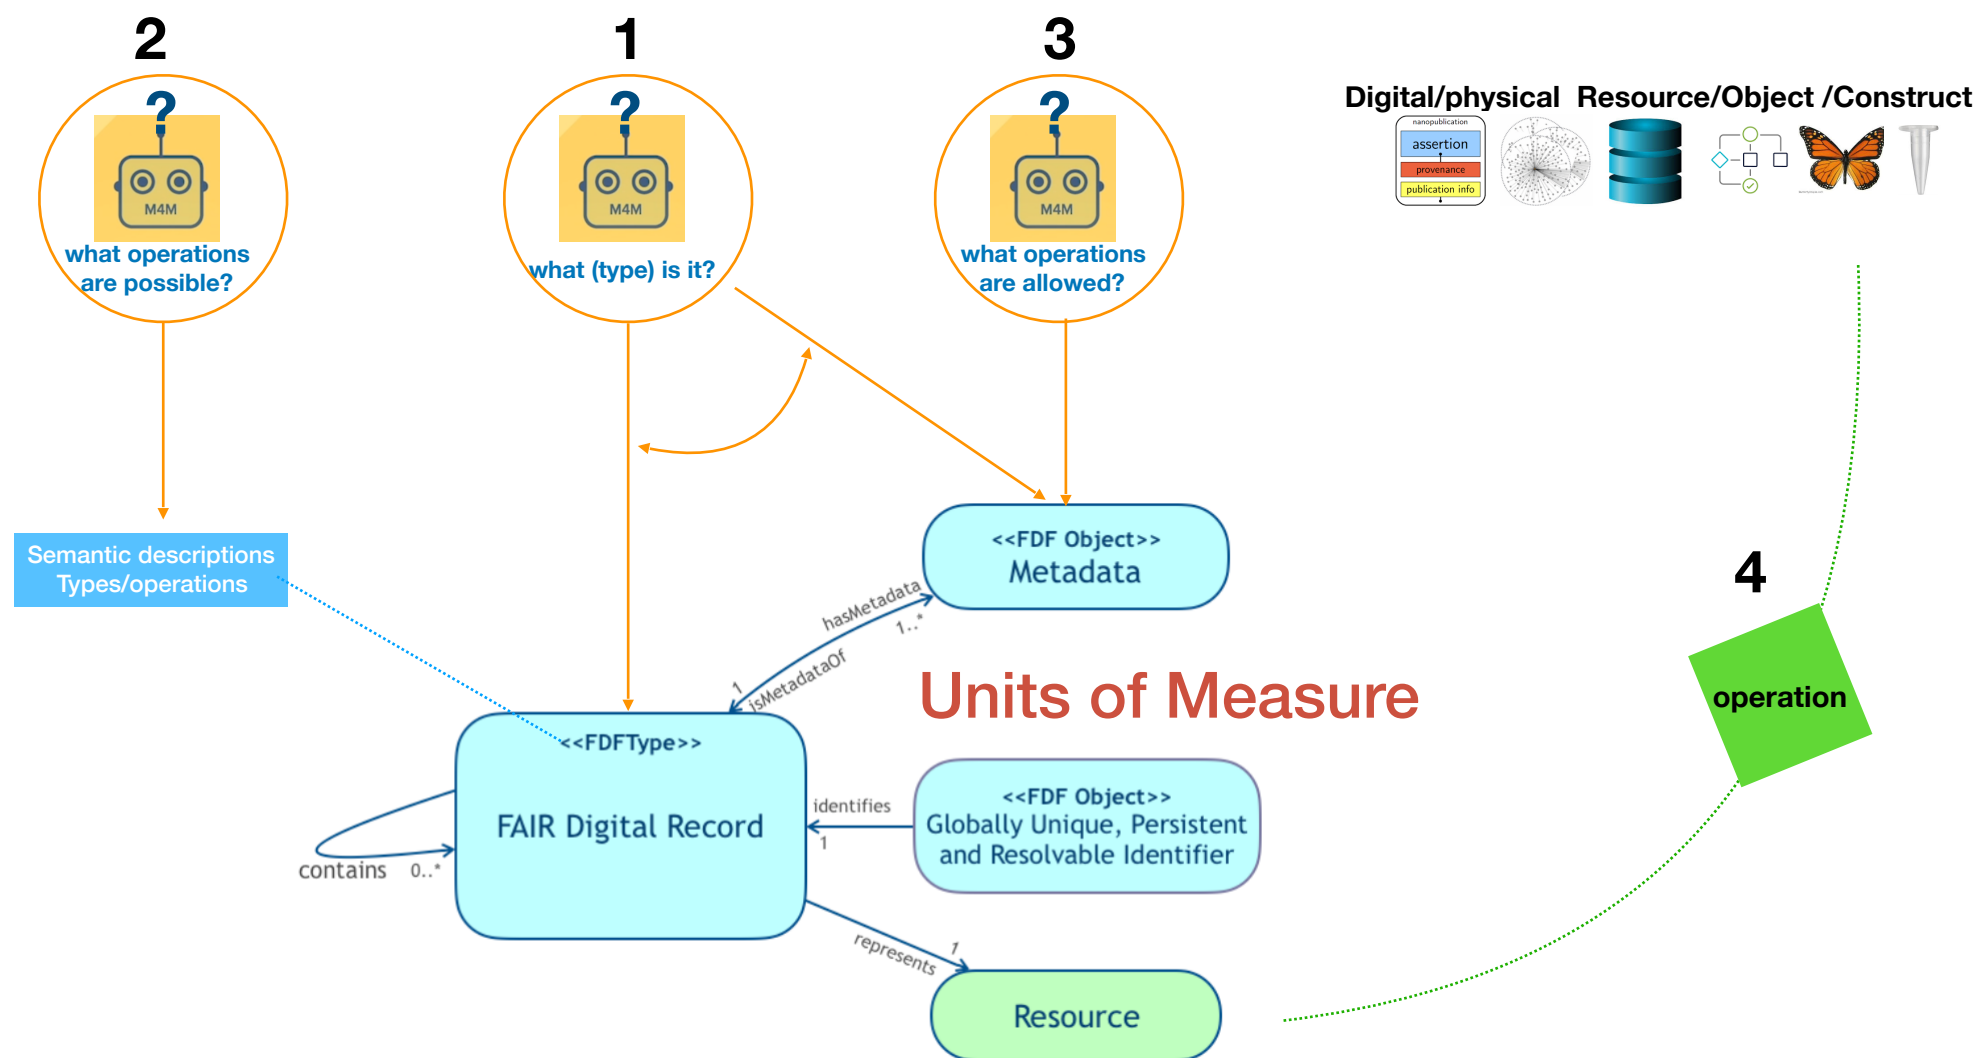 2
1
3
?
?
?
M4M
M4M
M4M
what operations
are possible?
what (type) is it?
what operations
are allowed?
Digital/physical Resource/Object /Construct
nanopublication
assertion
provenance
publication info
Semantic descriptions
Types/operations
<<FDF Object>>
Metadata
hasMetadata
1..*
1
isMetadataOf
4
operation
Units of Measure
<<FDFType>>
FAIR Digital Record
contains
0..*
identifies
1
<<FDF Object>>
Globally Unique, Persistent
and Resolvable Identifier
represents
1
Resource